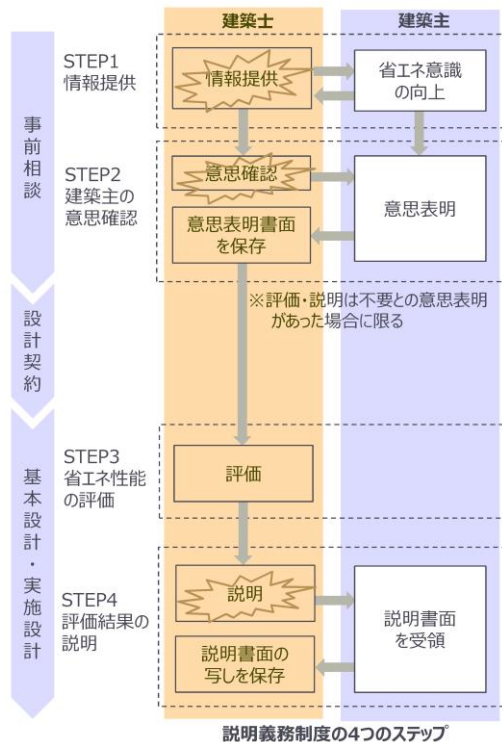 建築士
建築主
事前相談
設計契約
基本設計・実施設計
STEP1
情報提供
情報提供
省エネ意識
の向上
STEP2
建築主の
意思確認
意思確認
意思表明書面
を保存
意思表明
※評価・説明は不要との意思表明
があった場合に限る
STEP3
省エネ性能
の評価
評価
STEP4
評価結果の
説明
説明
説明書面の
写しを保存
説明書面
を受領
説明義務制度の4つのステップ